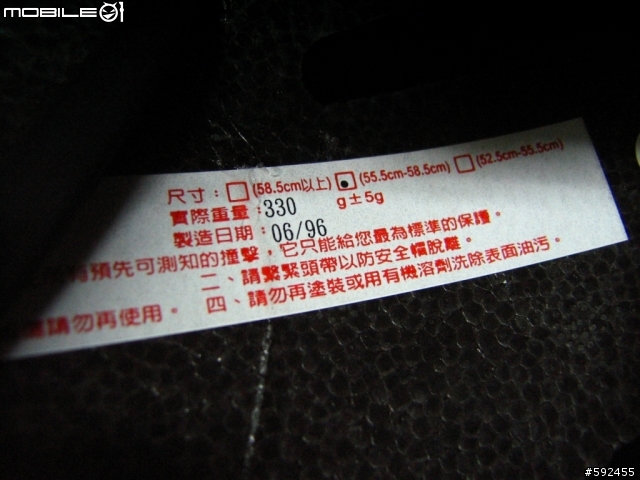 MOBILE01
尺寸：□(58.5cm以上) □(55.5cm-58.5cm) □(52.5cm-55.5cm)
實際重量：330 g±5g
製造日期：06/96
預先可測知的撞擊，它只能給您最為標準的保護。
二、請繫緊頭帶以防安全帽脫離。
請勿再使用。 四、請勿再塗裝或用有機溶劑洗除表面油污。
#592455